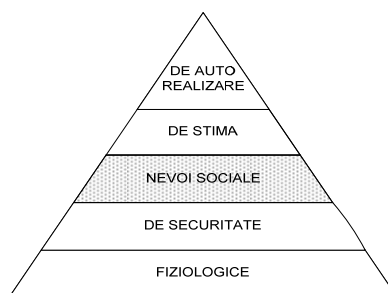 DE AUTO
REALIZARE
DE STIMA
NEVOI SOCIALE
DE SECURITATE
FIZIOLOGICE